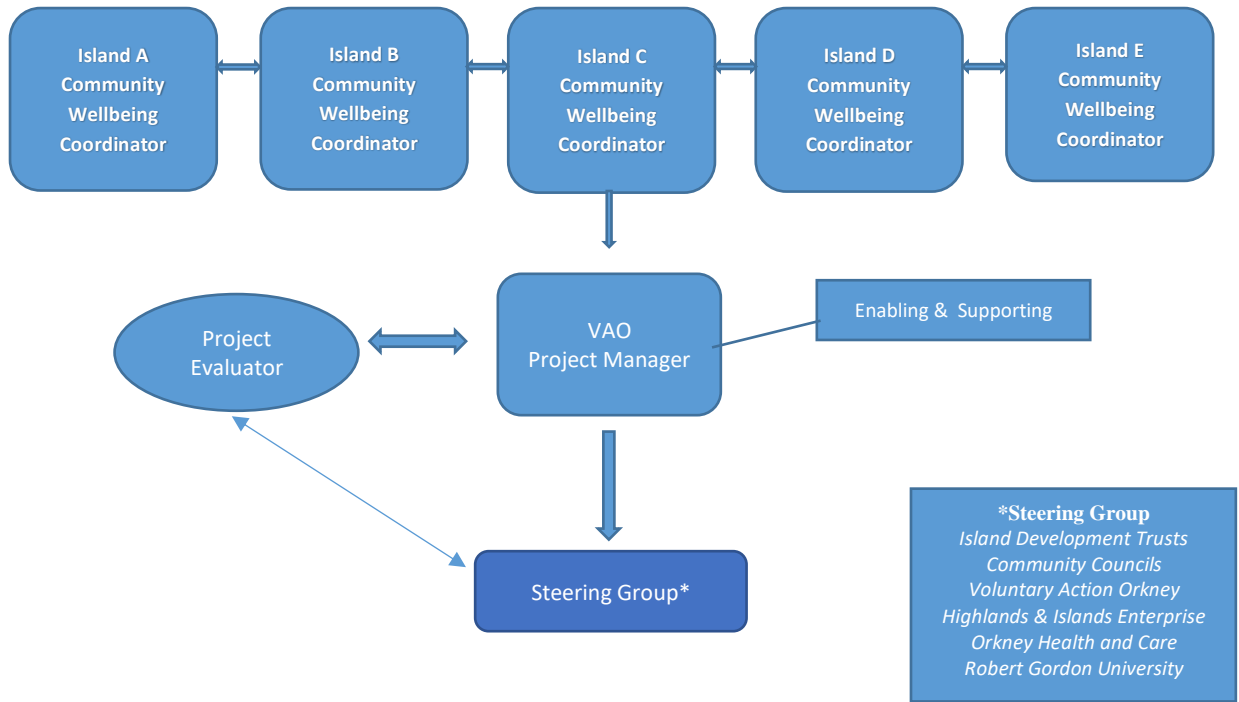 Island A
Community
Wellbeing
Coordinator
Island B
Community
Wellbeing
Coordinator
Island C
Community
Wellbeing
Coordinator
Island D
Community
Wellbeing
Coordinator
Island E
Community
Wellbeing
Coordinator
Project
Evaluator
VAO
Project Manager
Enabling & Supporting
Steering Group*
*Steering Group
Island Development Trusts
Community Councils
Voluntary Action Orkney
Highlands & Islands Enterprise
Orkney Health and Care
Robert Gordon University